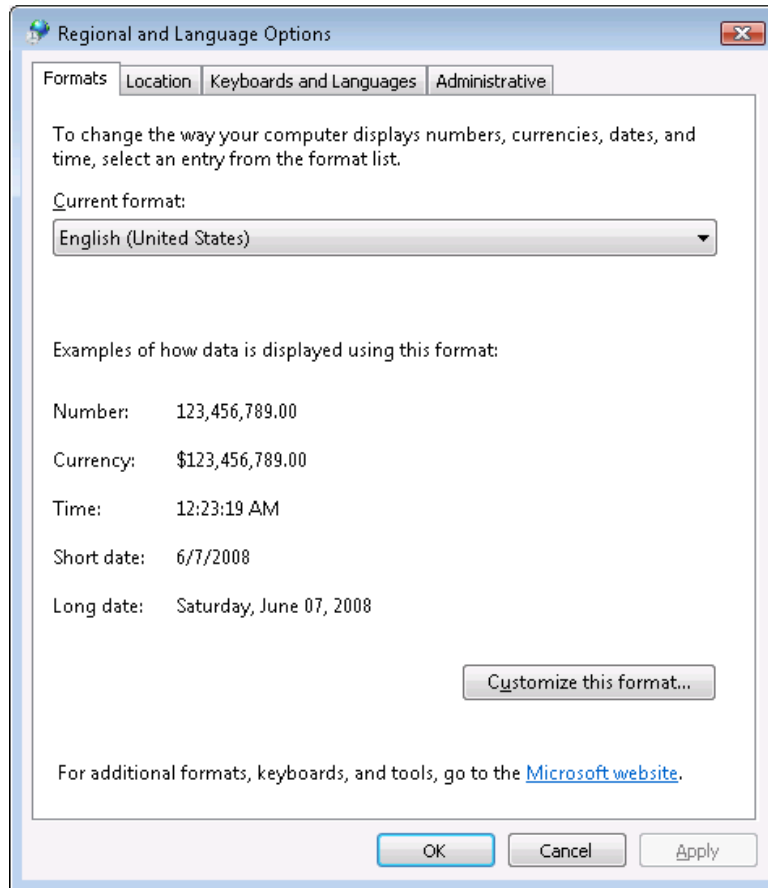 Regional and Language Options
Formats Location Keyboards and Languages Administrative
To change the way your computer displays numbers, currencies, dates, and
time, select an entry from the format list.
Current format:
English (United States)
Examples of how data is displayed using this format:
Number: 123,456,789.00
Currency: $123,456,789.00
Time: 12:23:19 AM
Short date: 6/7/2008
Long date: Saturday, June 07, 2008
Customize this format...
For additional formats, keyboards, and tools, go to the Microsoft website.
OK Cancel Apply